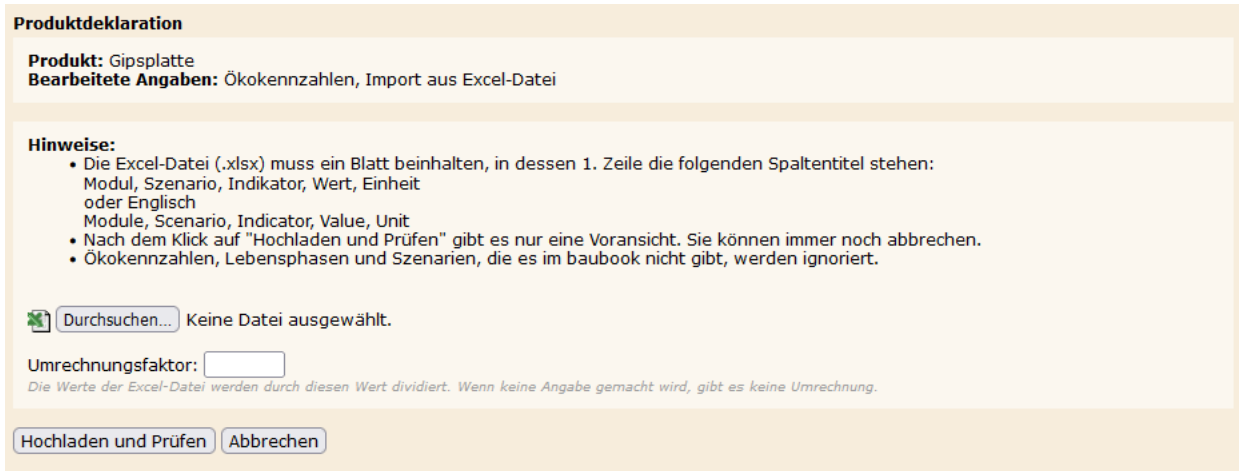 Produktdeklaration
Produkt: Gipsplatte
Bearbeitete Angaben: Ökokennzahlen, Import aus Excel-Datei
Hinweise:
• Die Excel-Datei (.xlsx) muss ein Blatt beinhalten, in dessen 1. Zeile die folgenden Spaltentitel stehen:
Modul, Szenario, Indikator, Wert, Einheit
oder Englisch
Module, Scenario, Indicator, Value, Unit
• Nach dem Klick auf "Hochladen und Prüfen" gibt es nur eine Voransicht. Sie können immer noch abbrechen.
• Ökokennzahlen, Lebensphasen und Szenarien, die es im baubook nicht gibt, werden ignoriert.
Durchsuchen... Keine Datei ausgewählt.
Umrechnungsfaktor:
Die Werte der Excel-Datei werden durch diesen Wert dividiert. Wenn keine Angabe gemacht wird, gibt es keine Umrechnung.
Hochladen und Prüfen Abbrechen